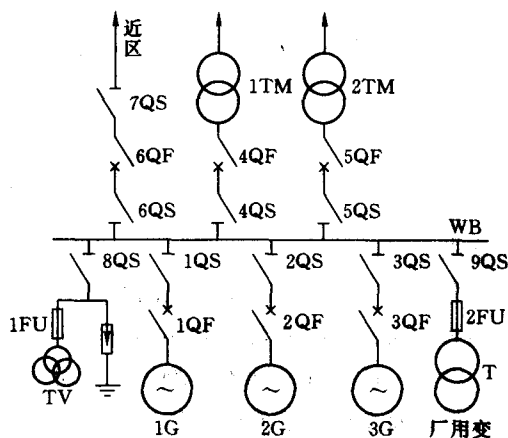 近区
7QS
1TM
2TM
6QF
4QF
5QF
6QS
4QS
5QS
WB
8QS
1QS
2QS
3QS
9QS
1FU
1QF
2QF
3QF
2FU
TV
T
~
~
~
1G
2G
3G
厂用变